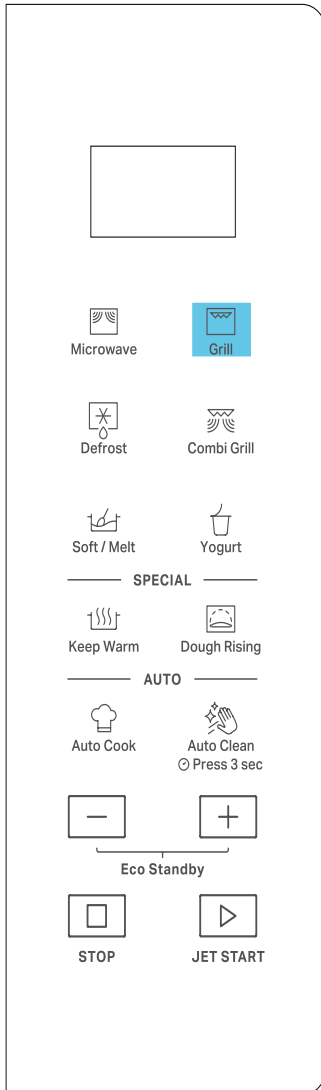 Microwave
Grill
Defrost
Combi Grill
Soft / Melt
Yogurt
SPECIAL
Keep Warm
Dough Rising
AUTO
Auto Cook
Auto Clean
Press 3 sec
Eco Standby
STOP
JET START